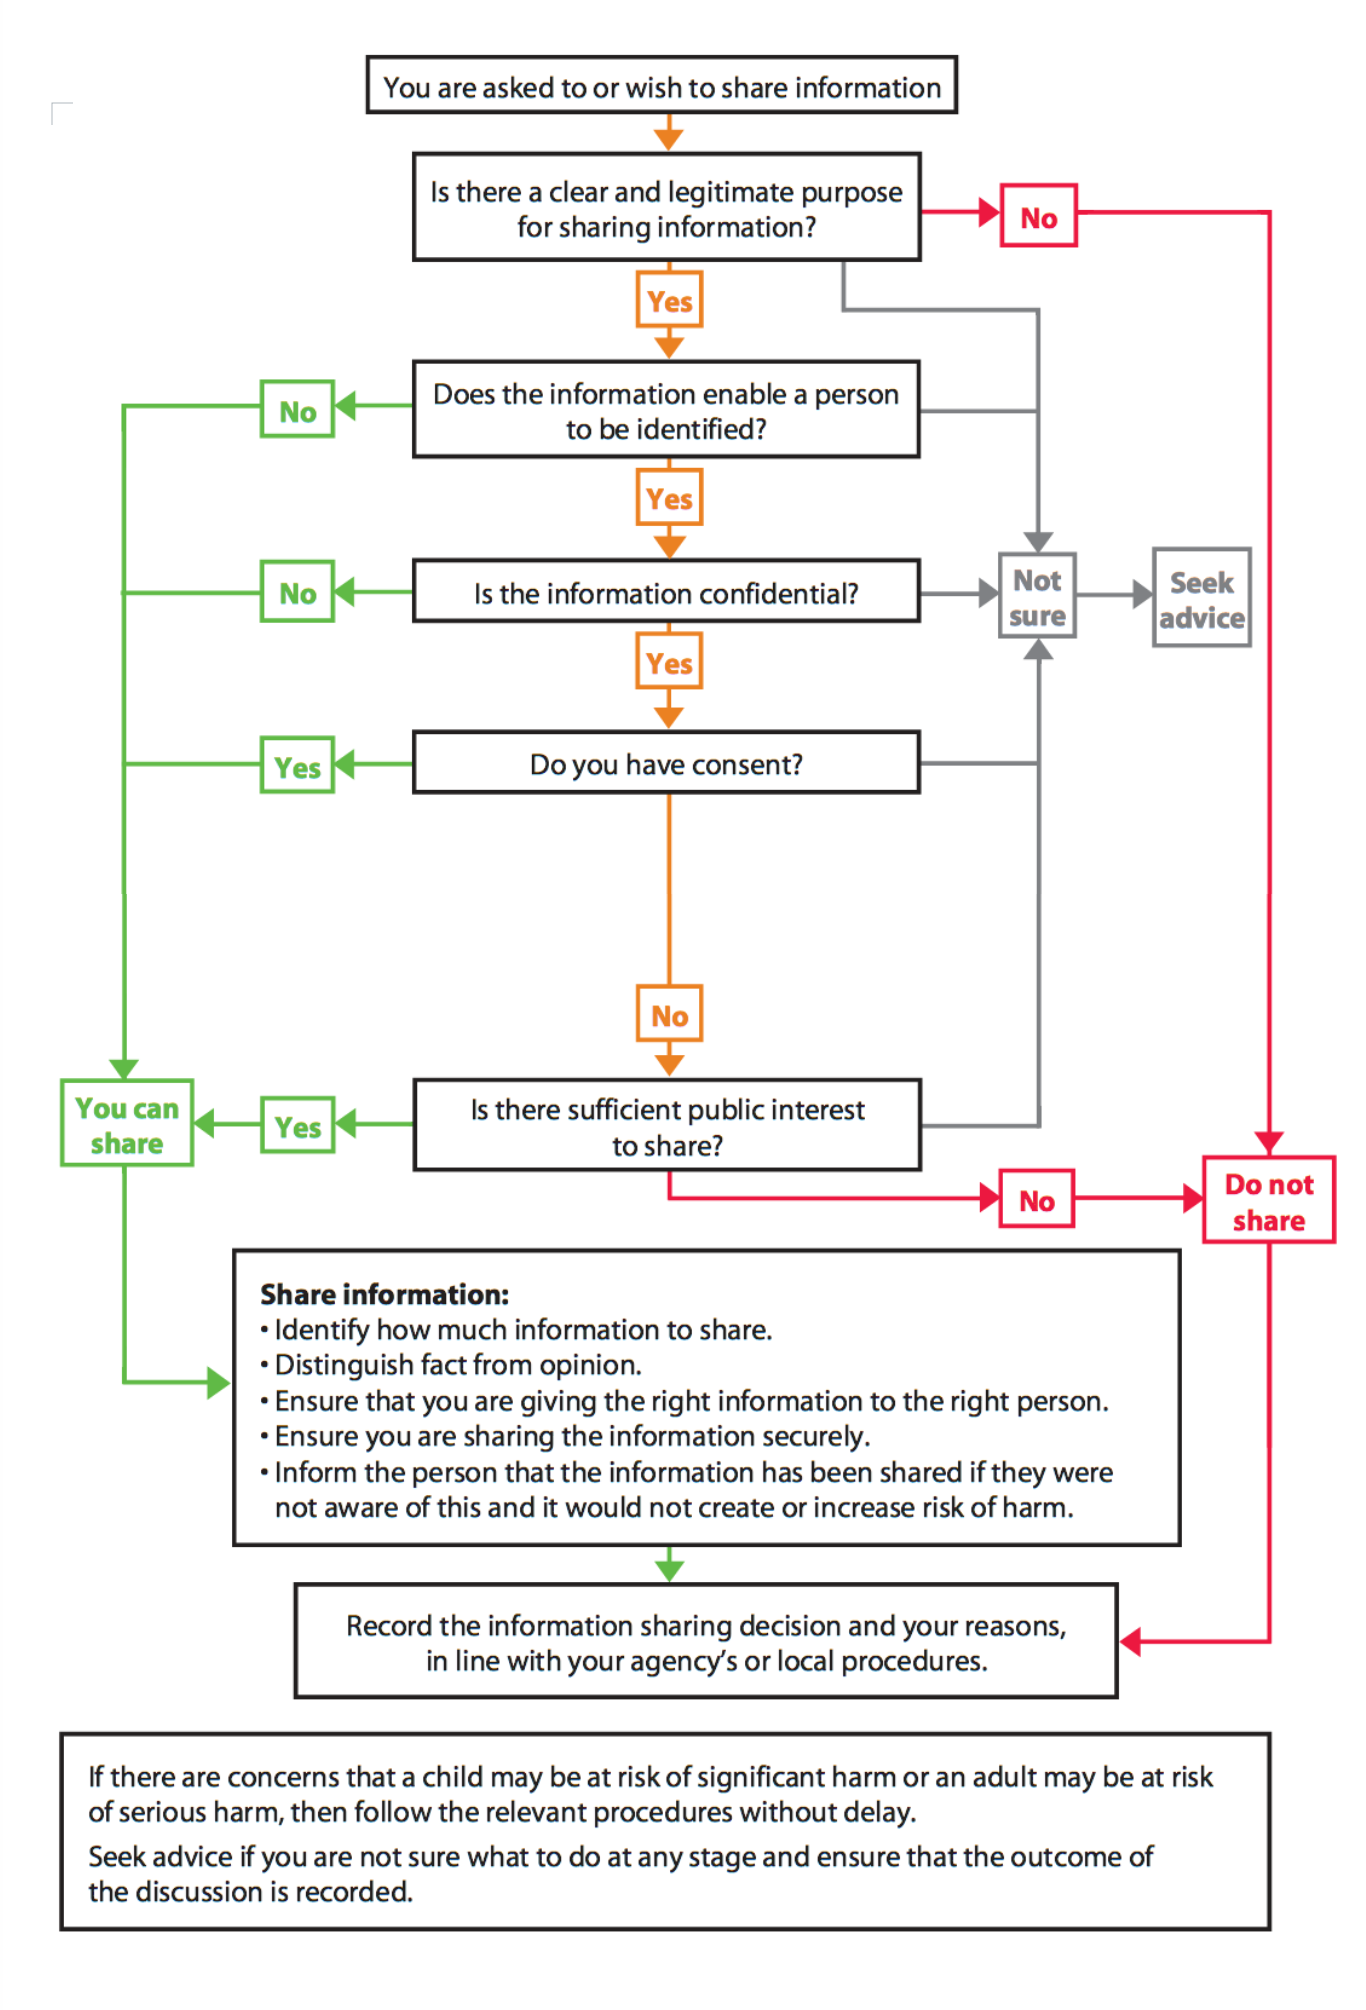 You are asked to or wish to share information
Is there a clear and legitimate purpose
for sharing information?
No
Yes
Does the information enable a person
to be identified?
No
Yes
Is the information confidential?
No
Not
sure
Seek
advice
Yes
Do you have consent?
Yes
No
Is there sufficient public interest
to share?
Yes
You can
share
No
Do not
share
Share information:
• Identify how much information to share.
• Distinguish fact from opinion.
• Ensure that you are giving the right information to the right person.
• Ensure you are sharing the information securely.
• Inform the person that the information has been shared if they were
not aware of this and it would not create or increase risk of harm.
Record the information sharing decision and your reasons,
in line with your agency’s or local procedures.
If there are concerns that a child may be at risk of significant harm or an adult may be at risk
of serious harm, then follow the relevant procedures without delay.
Seek advice if you are not sure what to do at any stage and ensure that the outcome of
the discussion is recorded.